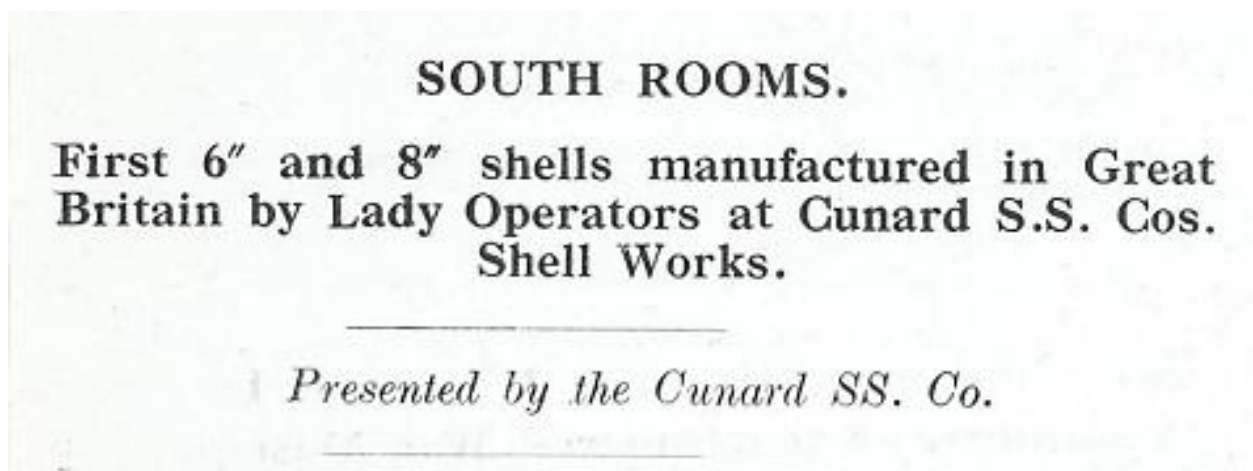 SOUTH ROOMS.
First 6″ and 8″ shells manufactured in Great
Britain by Lady Operators at Cunard S.S. Cos.
Shell Works.
Presented by the Cunard SS. Co.